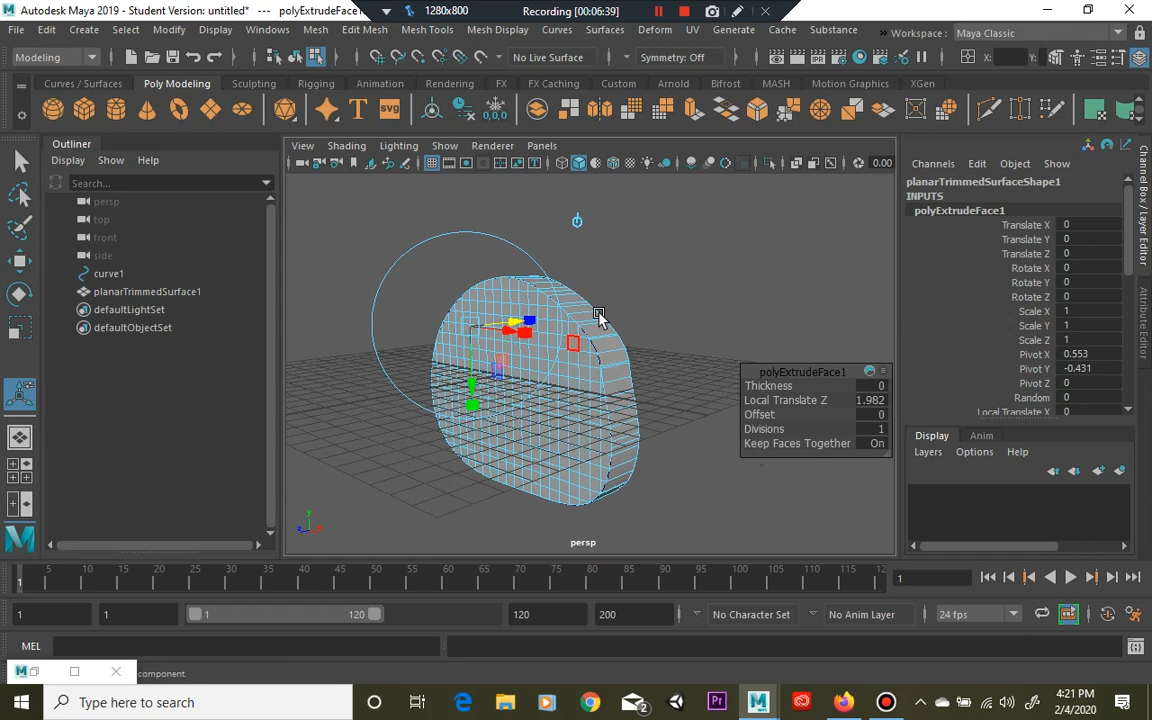 Autodesk Maya 2019 - Student Version: untitled* --- polyExtrudeFace
1280x800
Recording [00:06:39]
File Edit Create Select Modify Display Windows Mesh Edit Mesh Mesh Tools Mesh Display Curves Surfaces Deform UV Generate Cache Substance
Workspace: Maya Classic
Modeling
No Live Surface
Symmetry: Off
X:
Y:
Curves / Surfaces Poly Modeling Sculpting Rigging Animation Rendering FX FX Caching Custom Arnold Bifrost MASH Motion Graphics XGen
Outliner
Display Show Help
Search...
persp
top
front
side
curve1
planarTrimmedSurface1
defaultLightSet
defaultObjectSet
View Shading Lighting Show Renderer Panels
0.00
polyExtrudeFace1
Thickness 0
Local Translate Z 1.982
Offset 0
Divisions 1
Keep Faces Together On
persp
y
z
Channels Edit Object Show
planarTrimmedSurfaceShape1
INPUTS
polyExtrudeFace1
Translate X 0
Translate Y 0
Translate Z 0
Rotate X 0
Rotate Y 0
Rotate Z 0
Scale X 1
Scale Y 1
Scale Z 1
Pivot X 0.553
Pivot Y -0.431
Pivot Z 0
Random 0
Local Translate X 0
Channel Box / Layer Editor
Attribute Editor
Display Anim
Layers Options Help
1 5 10 15 20 25 30 35 40 45 50 55 60 65 70 75 80 85 90 95 100 105 110 115 12
1
1 1 1 120 120 200 No Character Set No Anim Layer 24 fps
MEL
component.
Type here to search
2
Pr
4:21 PM
2/4/2020